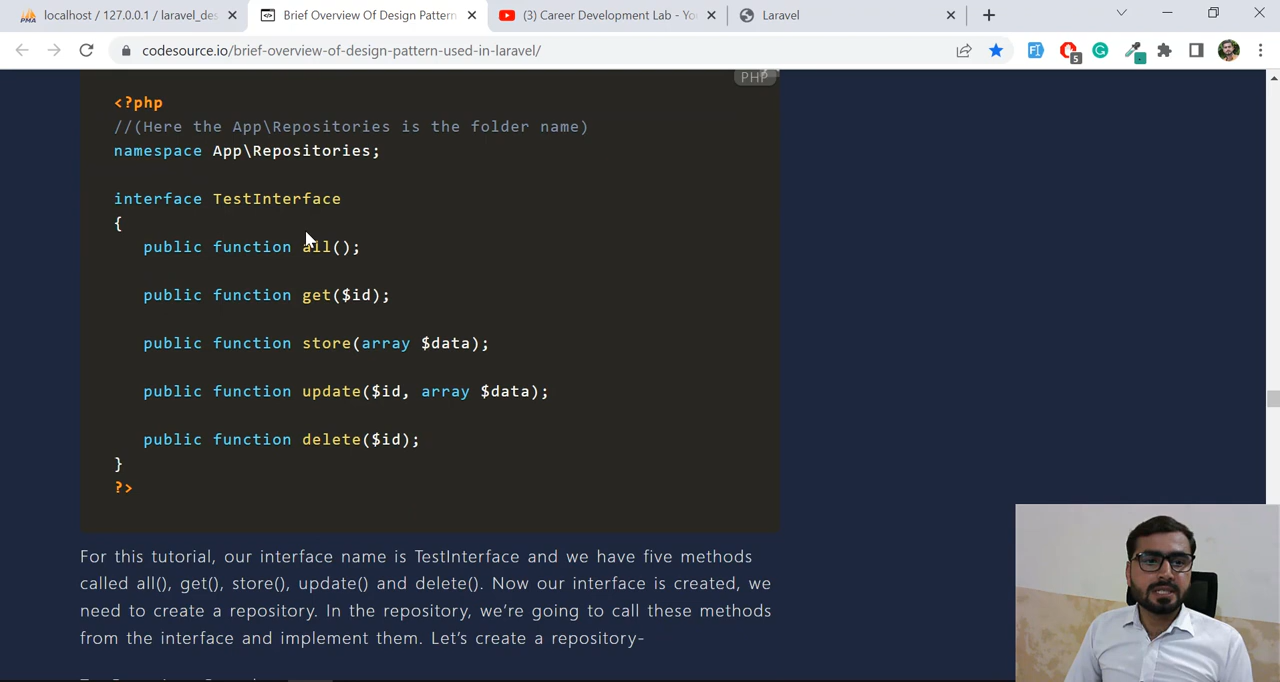 localhost / 127.0.0.1 / laravel_des
Brief Overview Of Design Pattern
(3) Career Development Lab - You
Laravel
codesource.io/brief-overview-of-design-pattern-used-in-laravel/
5
PHP
<?php
//(Here the App\Repositories is the folder name)
namespace App\Repositories;
interface TestInterface
{
public function all();
public function get($id);
public function store(array $data);
public function update($id, array $data);
public function delete($id);
}
?>
For this tutorial, our interface name is TestInterface and we have five methods
called all(), get(), store(), update() and delete(). Now our interface is created, we
need to create a repository. In the repository, we're going to call these methods
from the interface and implement them. Let's create a repository-